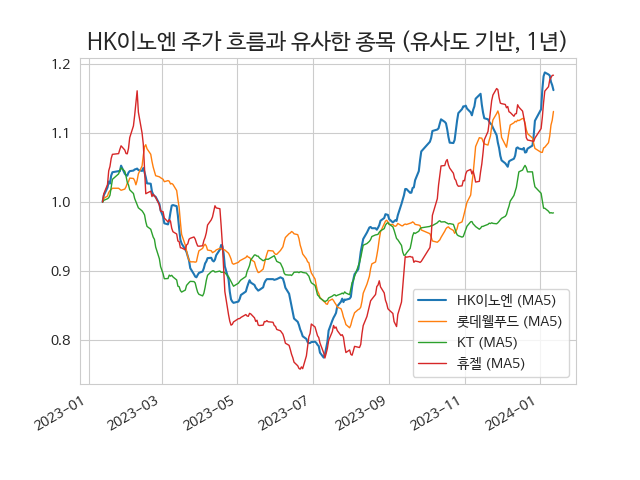 HK이노엔 주가 흐름과 유사한 종목 (유사도 기반, 1년)
1.2
1.1
1.0
0.9
0.8
HK이노엔 (MA5)
롯데웰푸드 (MA5)
KT (MA5)
휴젤 (MA5)
2023-01
2023-03
2023-05
2023-07
2023-09
2023-11
2024-01